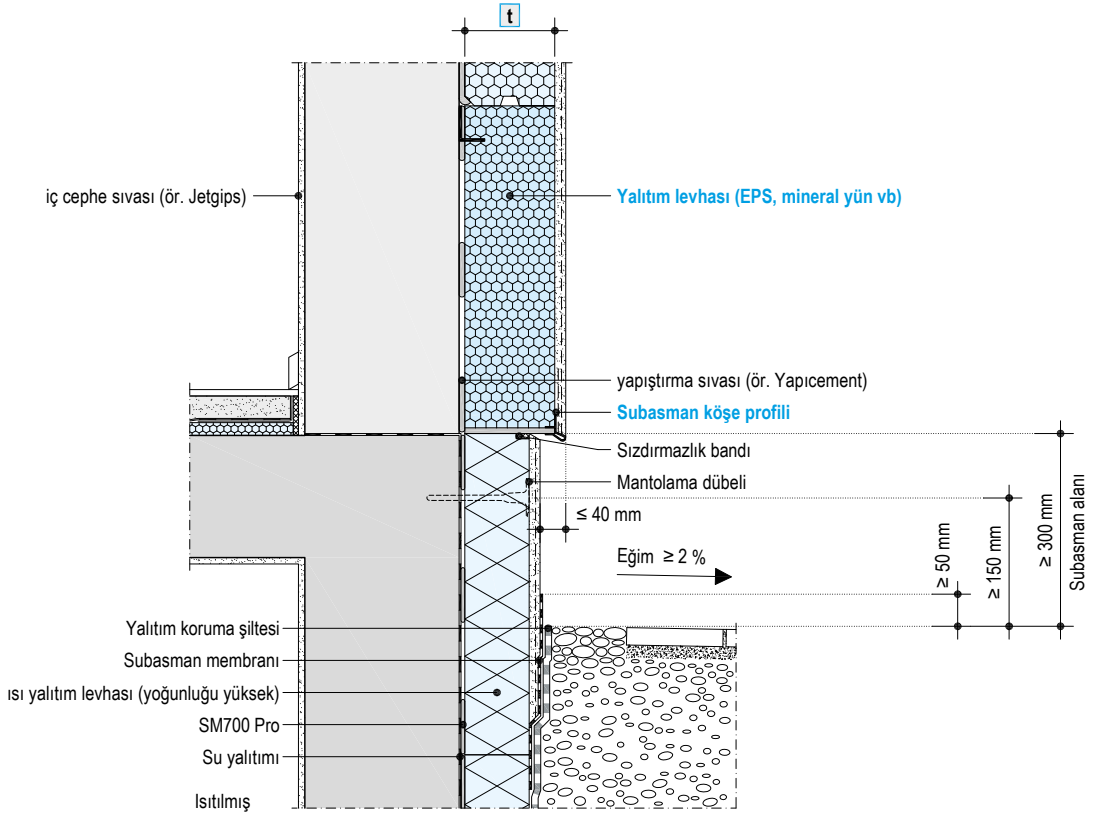 t
iç cephe sıvası (ör. Jetgips)
Yalıtım levhası (EPS, mineral yün vb)
yapıştırma sıvası (ör. Yapıcement)
Subasman köşe profili
Sızdırmazlık bandı
Mantolama dübeli
≤ 40 mm
Eğim ≥ 2 %
≥ 50 mm
≥ 150 mm
≥ 300 mm
Subasman alanı
Yalıtım koruma şiltesi
Subasman membranı
ısı yalıtım levhası (yoğunluğu yüksek)
SM700 Pro
Su yalıtımı
Isıtılmış